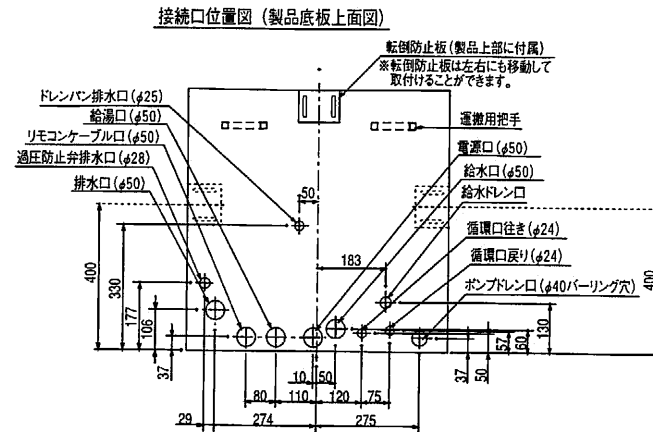 接続口位置図（製品底板上面図）
転倒防止板（製品上部に付属）
※転倒防止板は左右にも移動して
取付けることができます。
ドレンパン排水口（φ25）
給湯口（φ50）
リモコンケーブル口（φ50）
過圧防止弁排水口（φ28）
排水口（φ50）
運搬用把手
電源口（φ50）
給水口（φ50）
給水ドレン口
循環口往き（φ24）
循環口戻り（φ24）
ポンプドレン口（φ40バーリング穴）
50
183
400
330
177
106
37
400
130
60
57
50
37
10
50
80
110
120
75
29
274
275